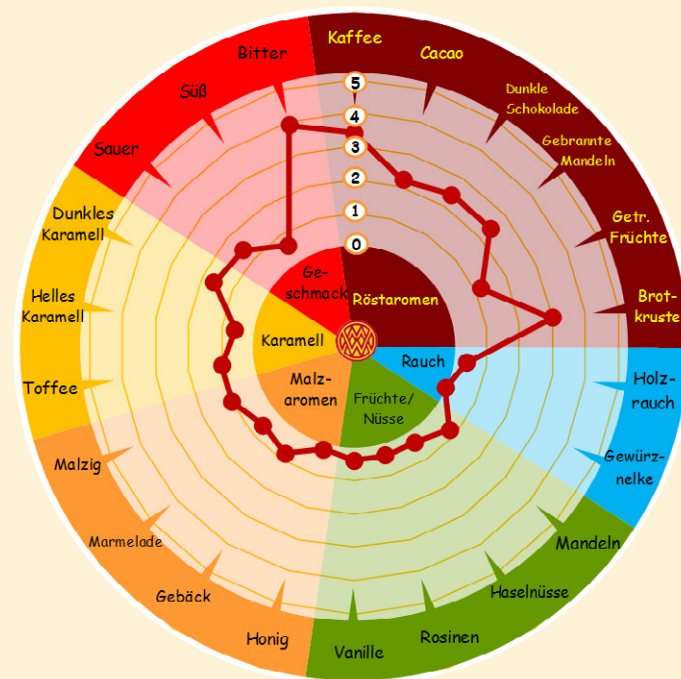 Kaffee
Cacao
Dunkle
Schokolade
Gebrannte
Mandeln
Getr.
Früchte
Brot-
kruste
Holz-
rauch
Gewürz-
nelke
Mandeln
Haselnüsse
Rosinen
Vanille
Honig
Gebäck
Marmelade
Malzig
Toffee
Helles
Karamell
Dunkles
Karamell
Sauer
Süß
Bitter
5
4
3
2
1
0
Ge-
schmack
Röstaromen
Karamell
Rauch
Malz-
aromen
Früchte/
Nüsse